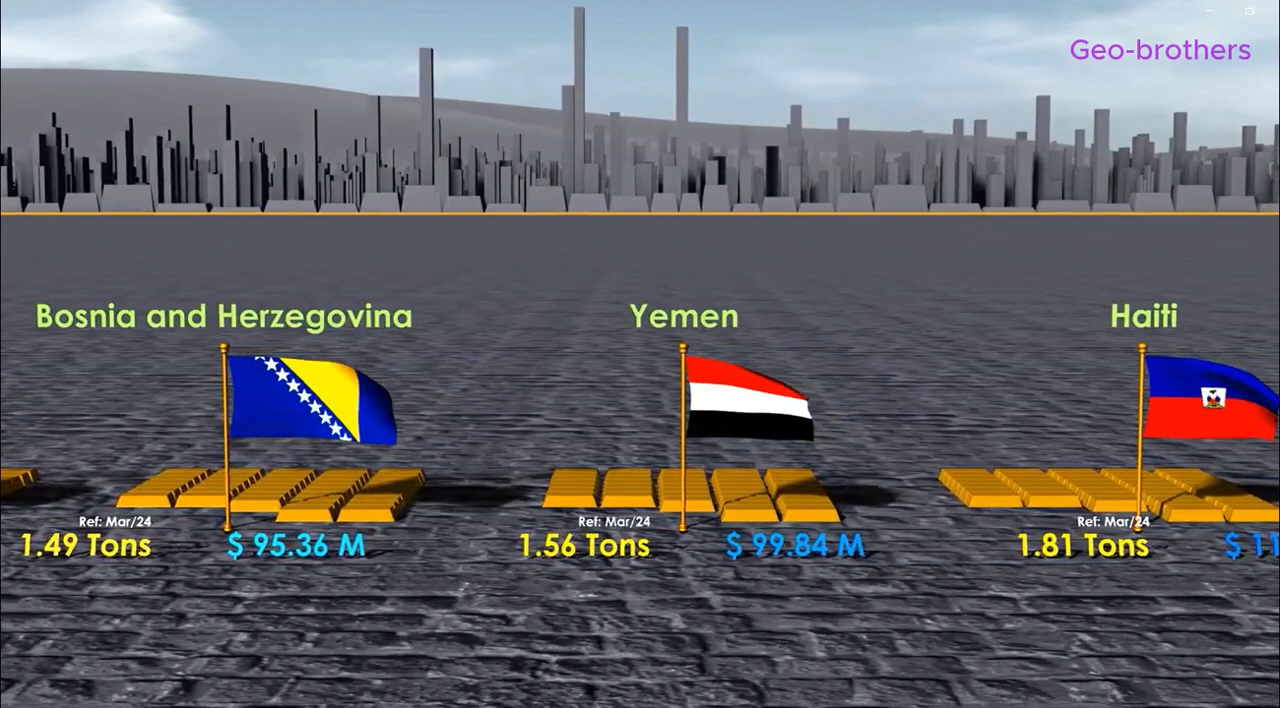 Geo-brothers
Bosnia and Herzegovina
Yemen
Haiti
Ref: Mar/24
1.49 Tons
$ 95.36 M
Ref: Mar/24
1.56 Tons
$ 99.84 M
Ref: Mar/24
1.81 Tons
$ 11